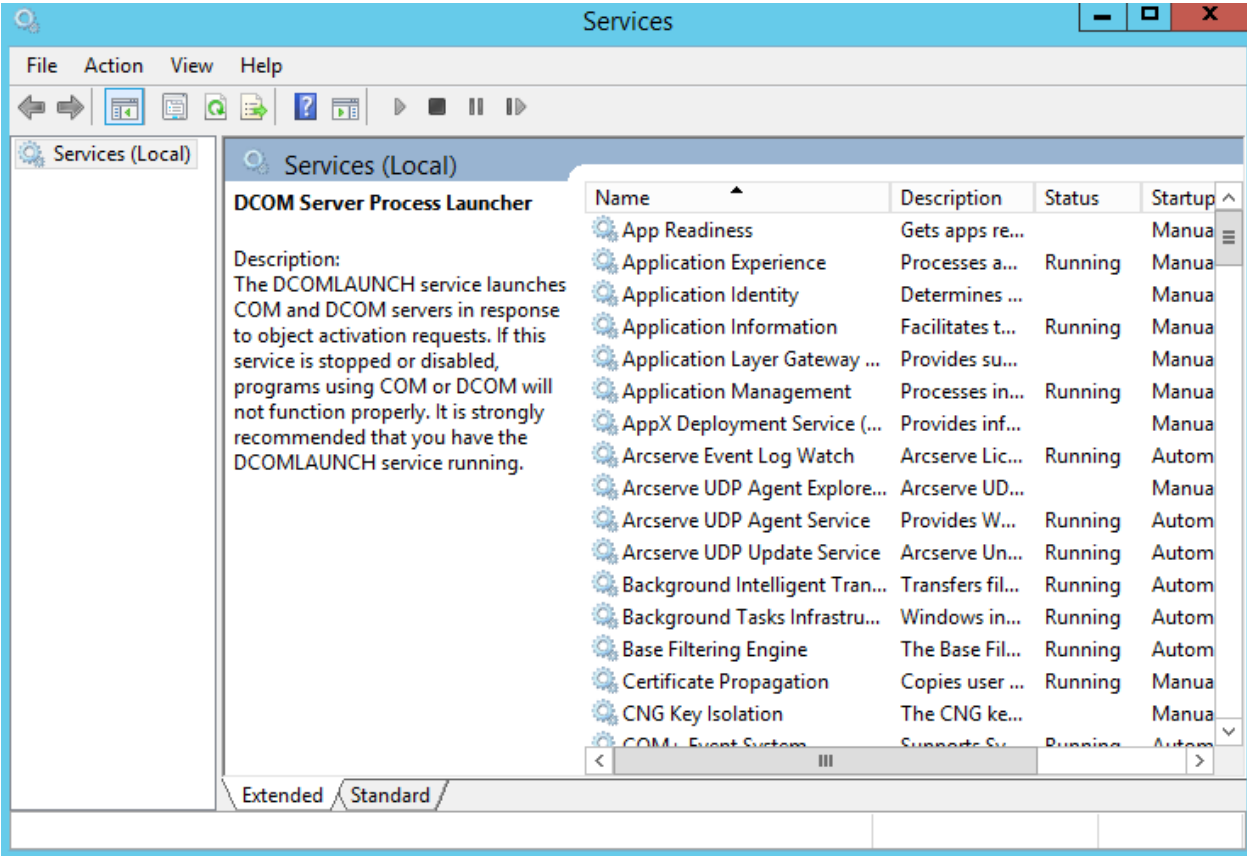 Services
File Action View Help
Services (Local)
Services (Local)
DCOM Server Process Launcher
Description:
The DCOMLAUNCH service launches
COM and DCOM servers in response
to object activation requests. If this
service is stopped or disabled,
programs using COM or DCOM will
not function properly. It is strongly
recommended that you have the
DCOMLAUNCH service running.
Name Description Status Startup
App Readiness Gets apps re... Manua
Application Experience Processes a... Running Manua
Application Identity Determines ... Manua
Application Information Facilitates t... Running Manua
Application Layer Gateway ... Provides su... Manua
Application Management Processes in... Running Manua
AppX Deployment Service (... Provides inf... Manua
Arcserve Event Log Watch Arcserve Lic... Running Autom
Arcserve UDP Agent Explore... Arcserve UD... Manua
Arcserve UDP Agent Service Provides W... Running Autom
Arcserve UDP Update Service Arcserve Un... Running Autom
Background Intelligent Tran... Transfers fil... Running Autom
Background Tasks Infrastru... Windows in... Running Autom
Base Filtering Engine The Base Fil... Running Autom
Certificate Propagation Copies user ... Running Manua
CNG Key Isolation The CNG ke... Manua
COM+ Event System Supports Sy... Running Autom
Extended Standard